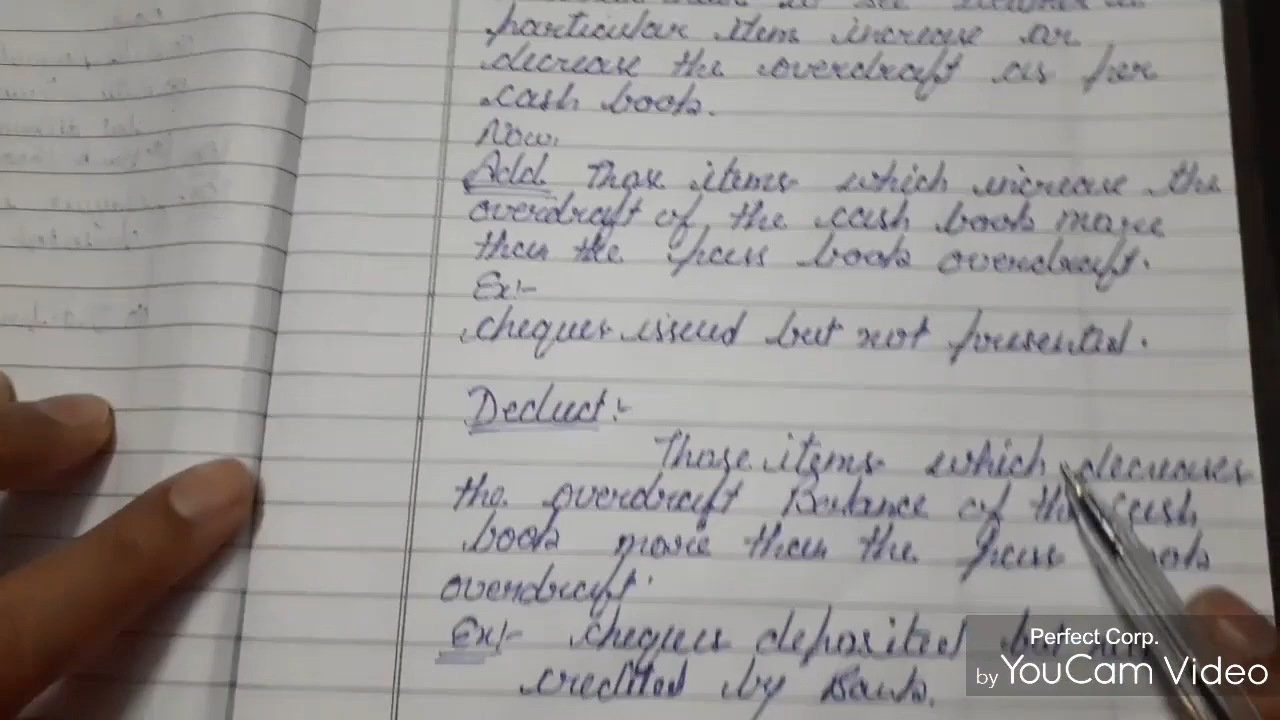 particular item increase or
decrease the overdraft as per
cash book.
Now,
Add Those items which increase the
overdraft of the cash book more
then the pass book overdraft.
Ex:-
cheques issued but not presented.
Deduct:-
Those items which decreases
the overdraft Balance of the cash
book more then the pass book
overdraft.
Ex:- cheques deposited but
credited by Bank.
Perfect Corp.
by YouCam Video